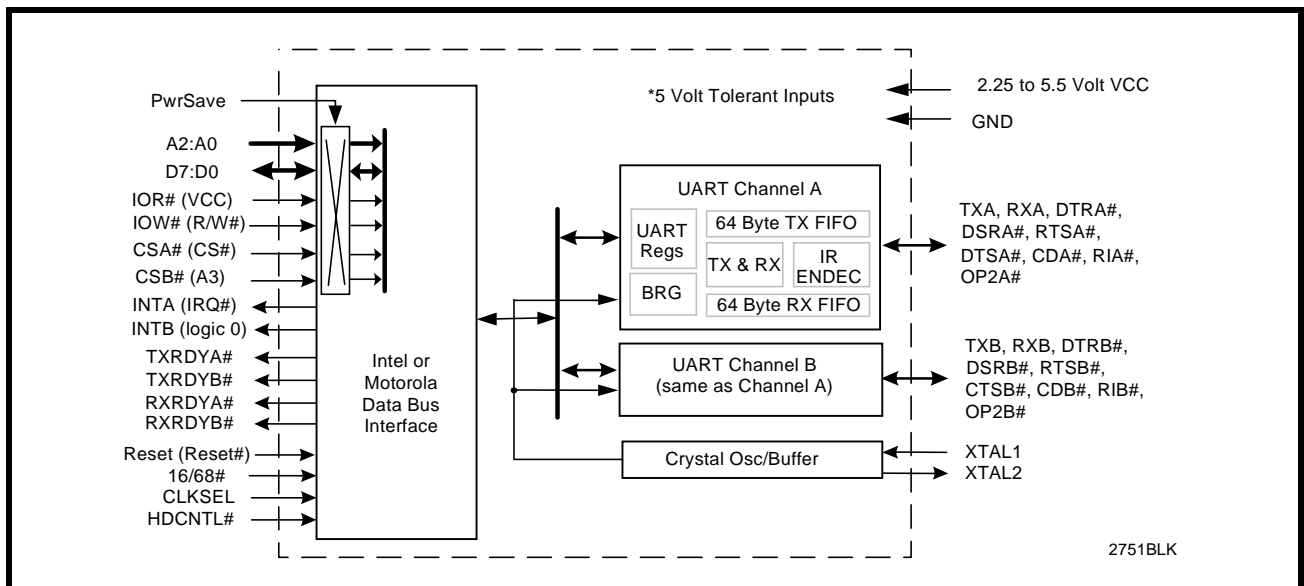 PwrSave
A2:A0
D7:D0
IOR# (VCC)
IOW# (R/W#)
CSA# (CS#)
CSB# (A3)
INTA (IRQ#)
INTB (logic 0)
TXRDYA#
TXRDYB#
RXRDYA#
RXRDYB#
Reset (Reset#)
16/68#
CLKSEL
HDCNTL#
Intel or
Motorola
Data Bus
Interface
*5 Volt Tolerant Inputs
2.25 to 5.5 Volt VCC
GND
UART Channel A
UART
Regs
BRG
64 Byte TX FIFO
TX & RX
IR
ENDEC
64 Byte RX FIFO
TXA, RXA, DTRA#,
DSRA#, RTSA#,
DTSA#, CDA#, RIA#,
OP2A#
UART Channel B
(same as Channel A)
TXB, RXB, DTRB#,
DSRB#, RTSB#,
CTSB#, CDB#, RIB#,
OP2B#
Crystal Osc/Buffer
XTAL1
XTAL2
2751BLK